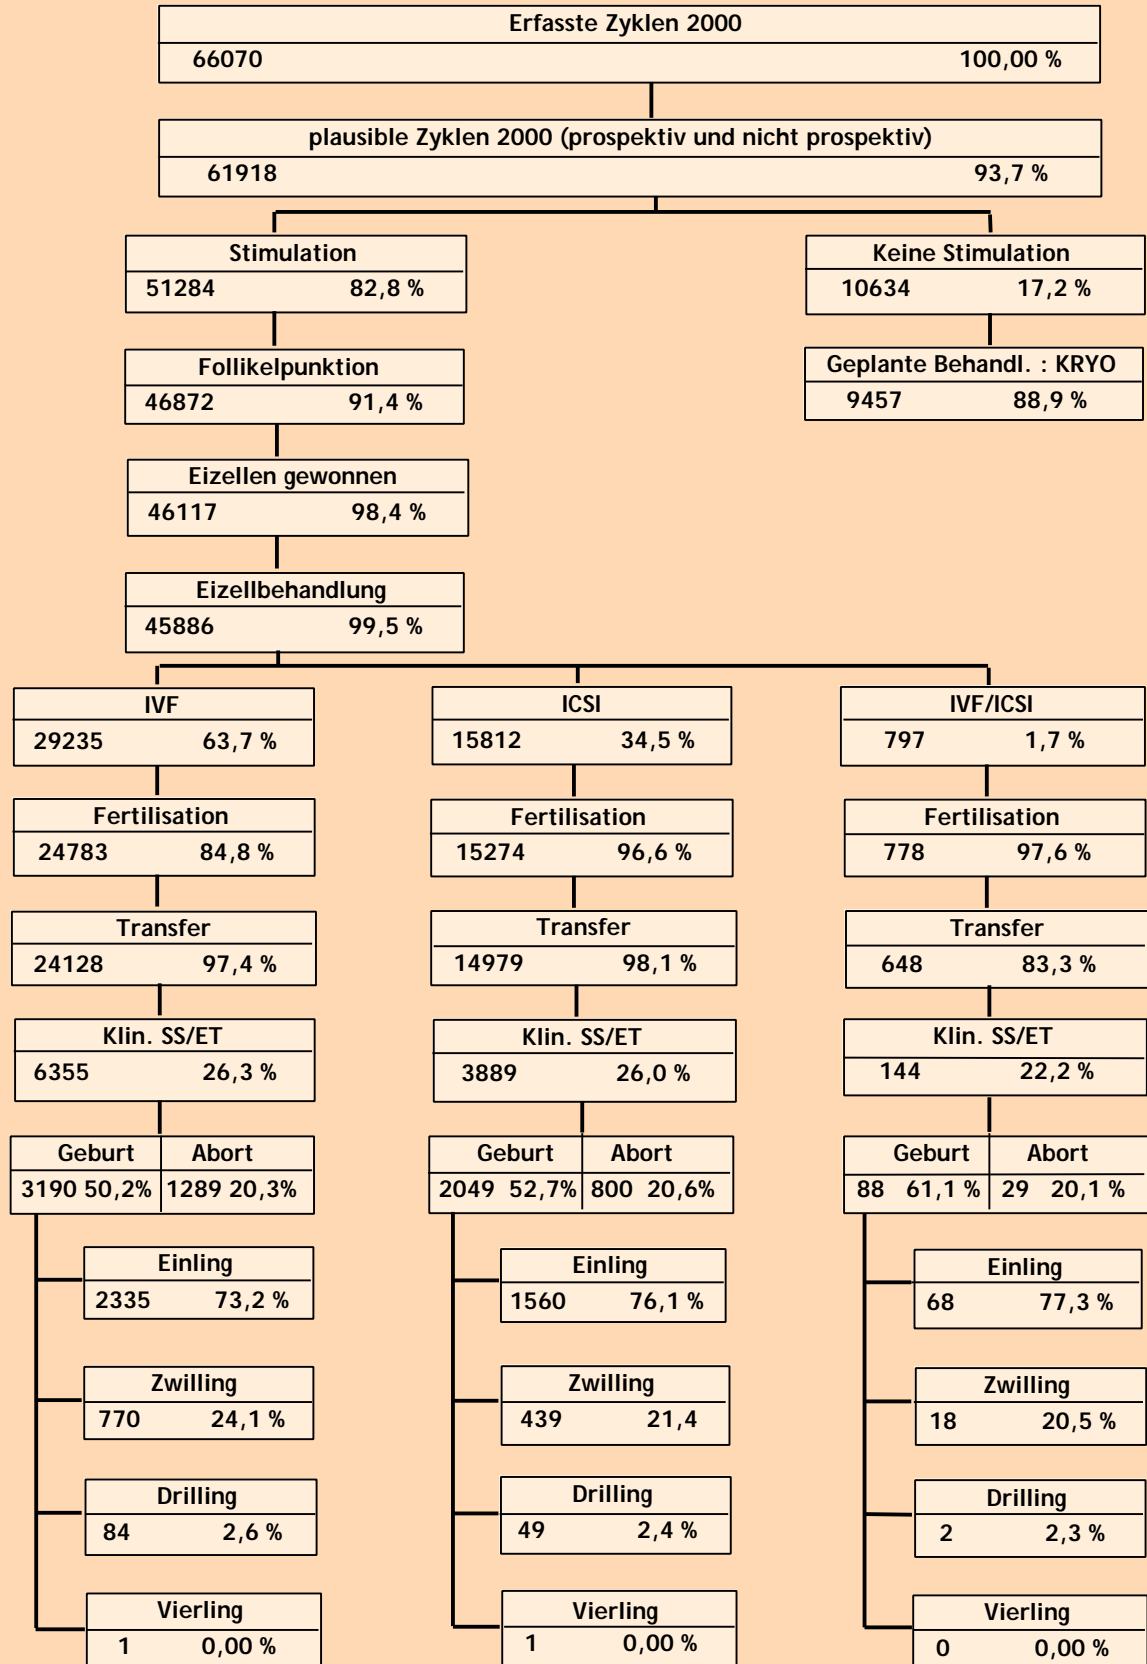 Erfasste Zyklen 2000
66070 100,00 %
plausible Zyklen 2000 (prospektiv und nicht prospektiv)
61918 93,7 %
Stimulation
51284 82,8 %
Keine Stimulation
10634 17,2 %
Follikelpunktion
46872 91,4 %
Geplante Behandl. : KRYO
9457 88,9 %
Eizellen gewonnen
46117 98,4 %
Eizellbehandlung
45886 99,5 %
IVF
29235 63,7 %
ICSI
15812 34,5 %
IVF/ICSI
797 1,7 %
Fertilisation
24783 84,8 %
Fertilisation
15274 96,6 %
Fertilisation
778 97,6 %
Transfer
24128 97,4 %
Transfer
14979 98,1 %
Transfer
648 83,3 %
Klin. SS/ET
6355 26,3 %
Klin. SS/ET
3889 26,0 %
Klin. SS/ET
144 22,2 %
Geburt Abort
3190 50,2% 1289 20,3%
Geburt Abort
2049 52,7% 800 20,6%
Geburt Abort
88 61,1 % 29 20,1 %
Einling
2335 73,2 %
Einling
1560 76,1 %
Einling
68 77,3 %
Zwilling
770 24,1 %
Zwilling
439 21,4
Zwilling
18 20,5 %
Drilling
84 2,6 %
Drilling
49 2,4 %
Drilling
2 2,3 %
Vierling
1 0,00 %
Vierling
1 0,00 %
Vierling
0 0,00 %